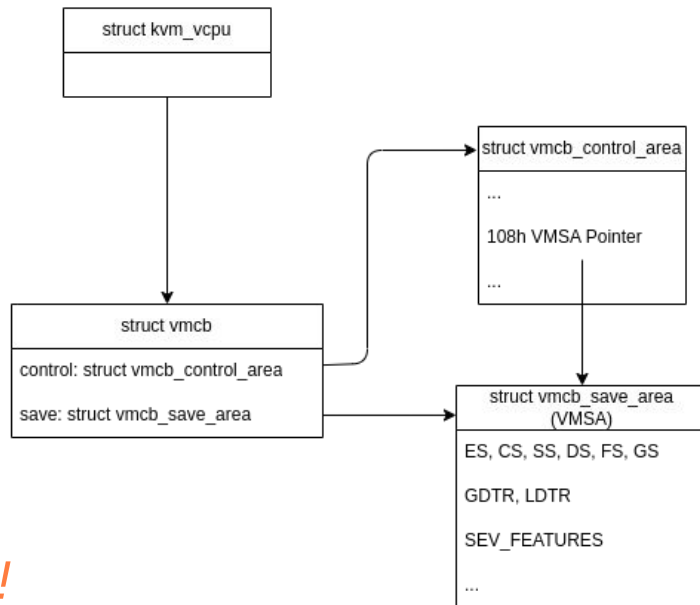 struct kvm_vcpu
struct vmcb_control_area
...
108h VMSA Pointer
...
struct vmcb
control: struct vmcb_control_area
save: struct vmcb_save_area
struct vmcb_save_area
(VMSA)
ES, CS, SS, DS, FS, GS
GDTR, LDTR
SEV_FEATURES
...
!